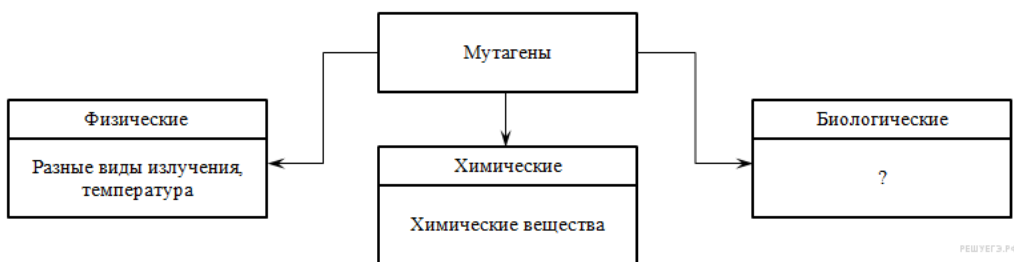 Мутагены
Физические
Разные виды излучения,
температура
Химические
Химические вещества
Биологические
?
РЕШУЕГЭ.РФ